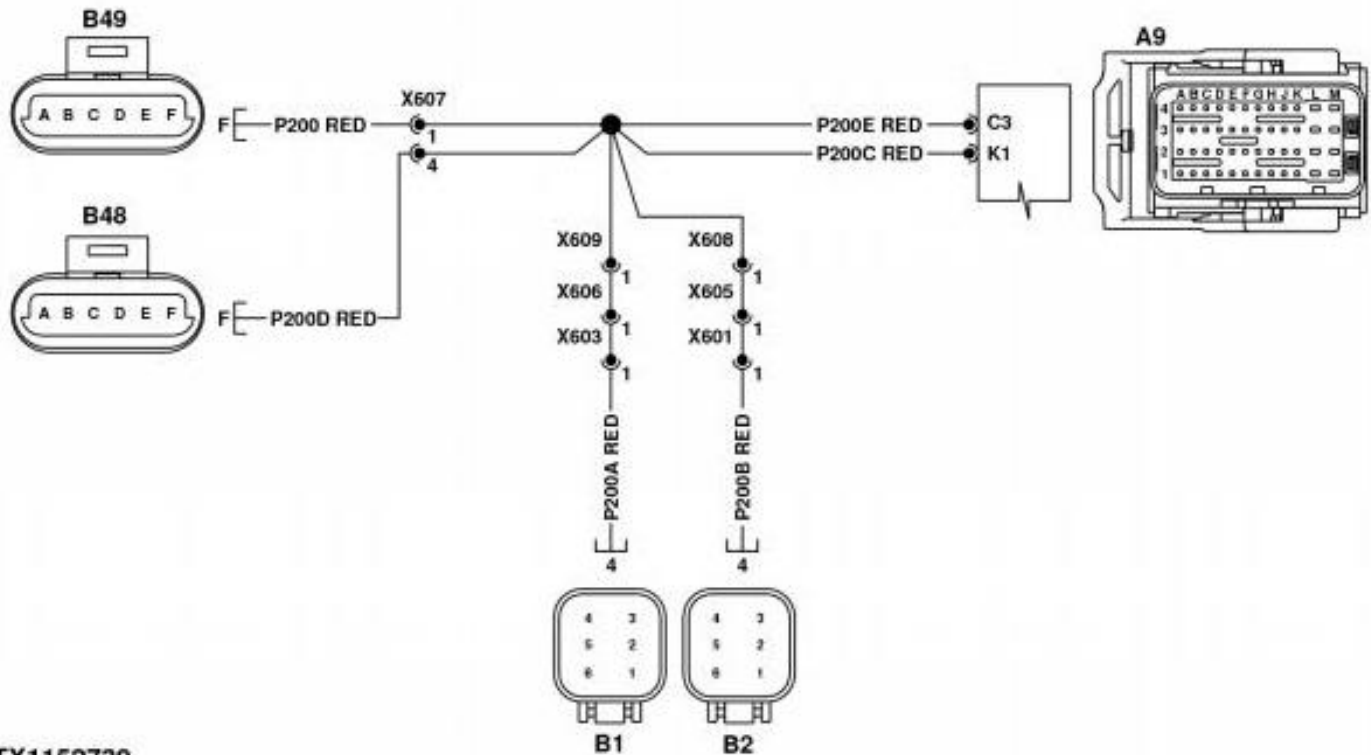 B49
A B C D E F
F
P200 RED
X607
1
4
P200E RED
C3
P200C RED
K1
A9
A B C D E F G H J K L M
4
3
2
1
B48
A B C D E F
F
P200D RED
X609
1
X608
1
X606
1
X605
1
X603
1
X601
1
P200A RED
P200B RED
4
4
4 3
5 2
6 1
4 3
5 2
6 1
B1
B2